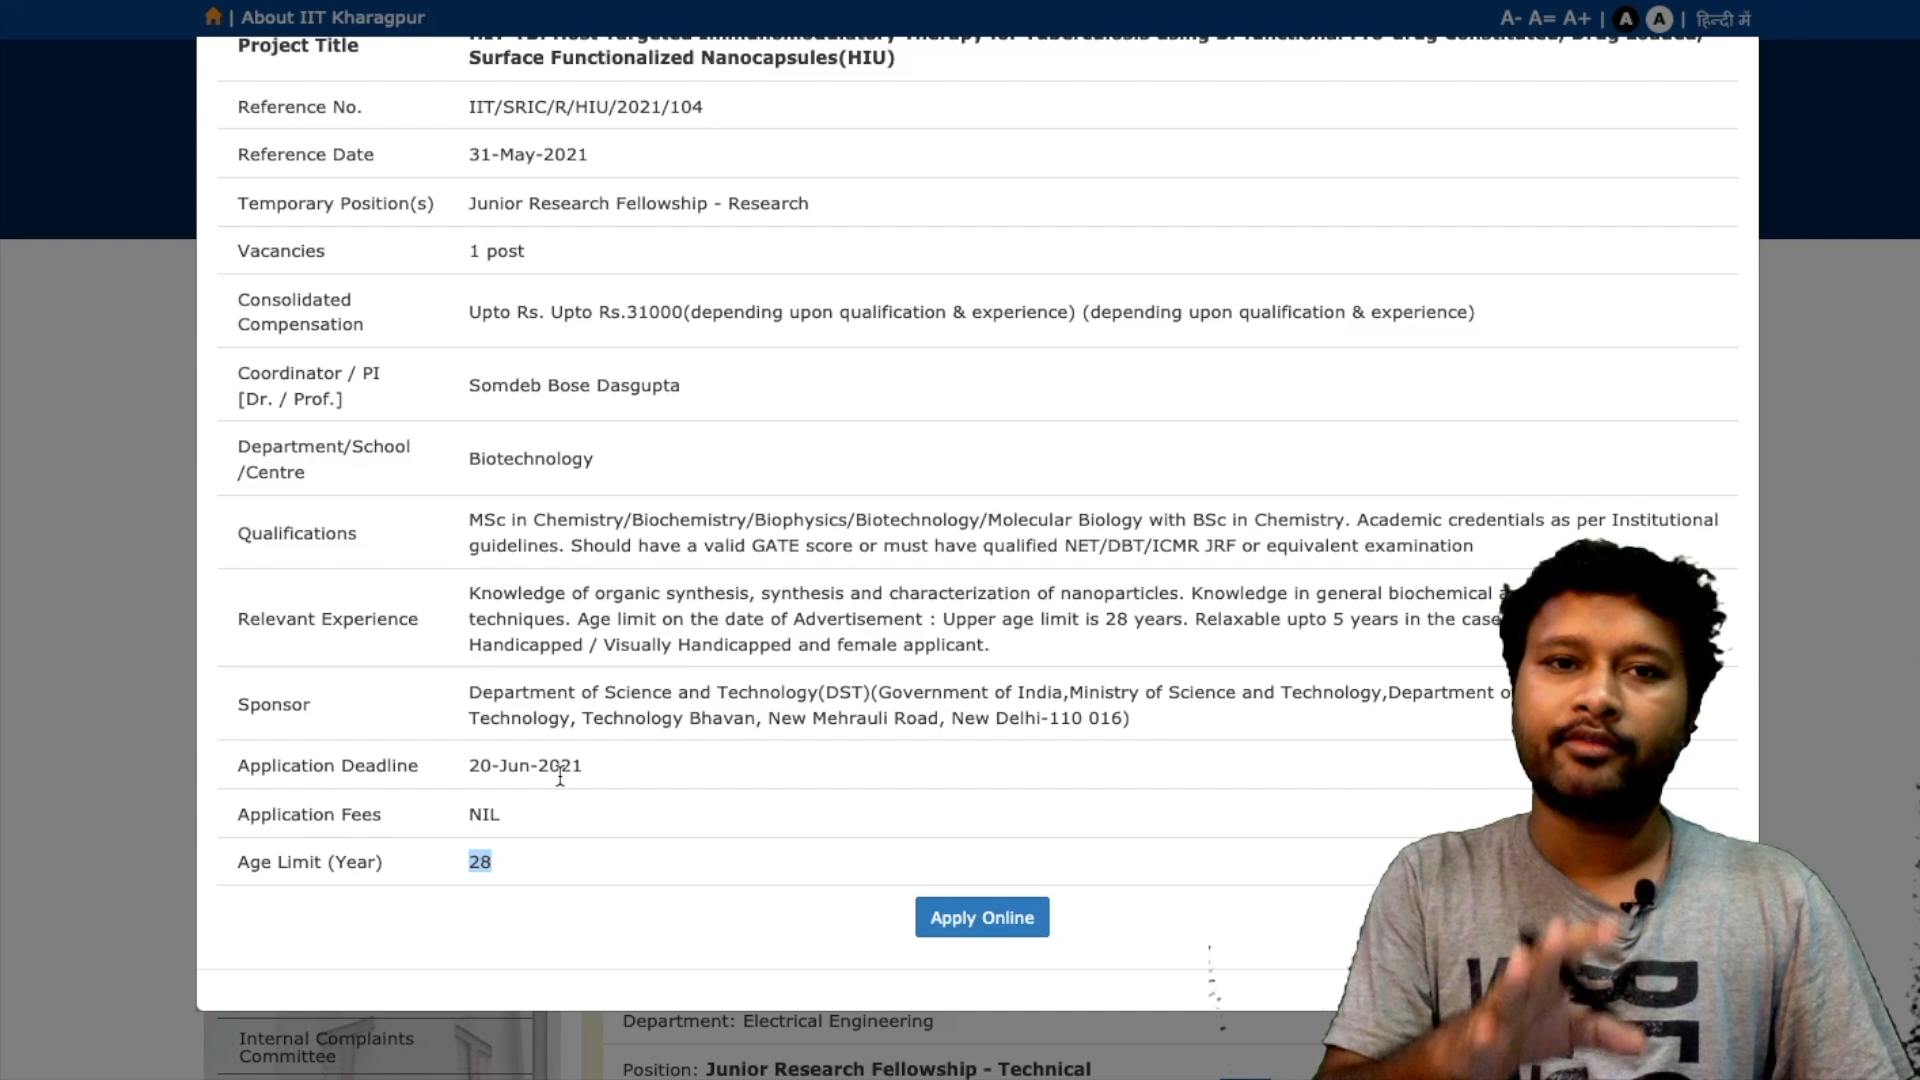 | About IIT Kharagpur
A- A= A+ | A A | हिन्दी में
Project Title
Surface Functionalized Nanocapsules(HIU)
Reference No. IIT/SRIC/R/HIU/2021/104
Reference Date 31-May-2021
Temporary Position(s) Junior Research Fellowship - Research
Vacancies 1 post
Consolidated
Compensation
Upto Rs. Upto Rs.31000(depending upon qualification & experience) (depending upon qualification & experience)
Coordinator / PI
[Dr. / Prof.]
Somdeb Bose Dasgupta
Department/School
/Centre
Biotechnology
Qualifications
MSc in Chemistry/Biochemistry/Biophysics/Biotechnology/Molecular Biology with BSc in Chemistry. Academic credentials as per Institutional
guidelines. Should have a valid GATE score or must have qualified NET/DBT/ICMR JRF or equivalent examination
Relevant Experience
Knowledge of organic synthesis, synthesis and characterization of nanoparticles. Knowledge in general biochemical
techniques. Age limit on the date of Advertisement : Upper age limit is 28 years. Relaxable upto 5 years in the case
Handicapped / Visually Handicapped and female applicant.
Sponsor
Department of Science and Technology(DST)(Government of India,Ministry of Science and Technology,Department o
Technology, Technology Bhavan, New Mehrauli Road, New Delhi-110 016)
Application Deadline 20-Jun-2021
Application Fees NIL
Age Limit (Year) 28
Apply Online
Internal Complaints
Committee
Department: Electrical Engineering
Position: Junior Research Fellowship - Technical